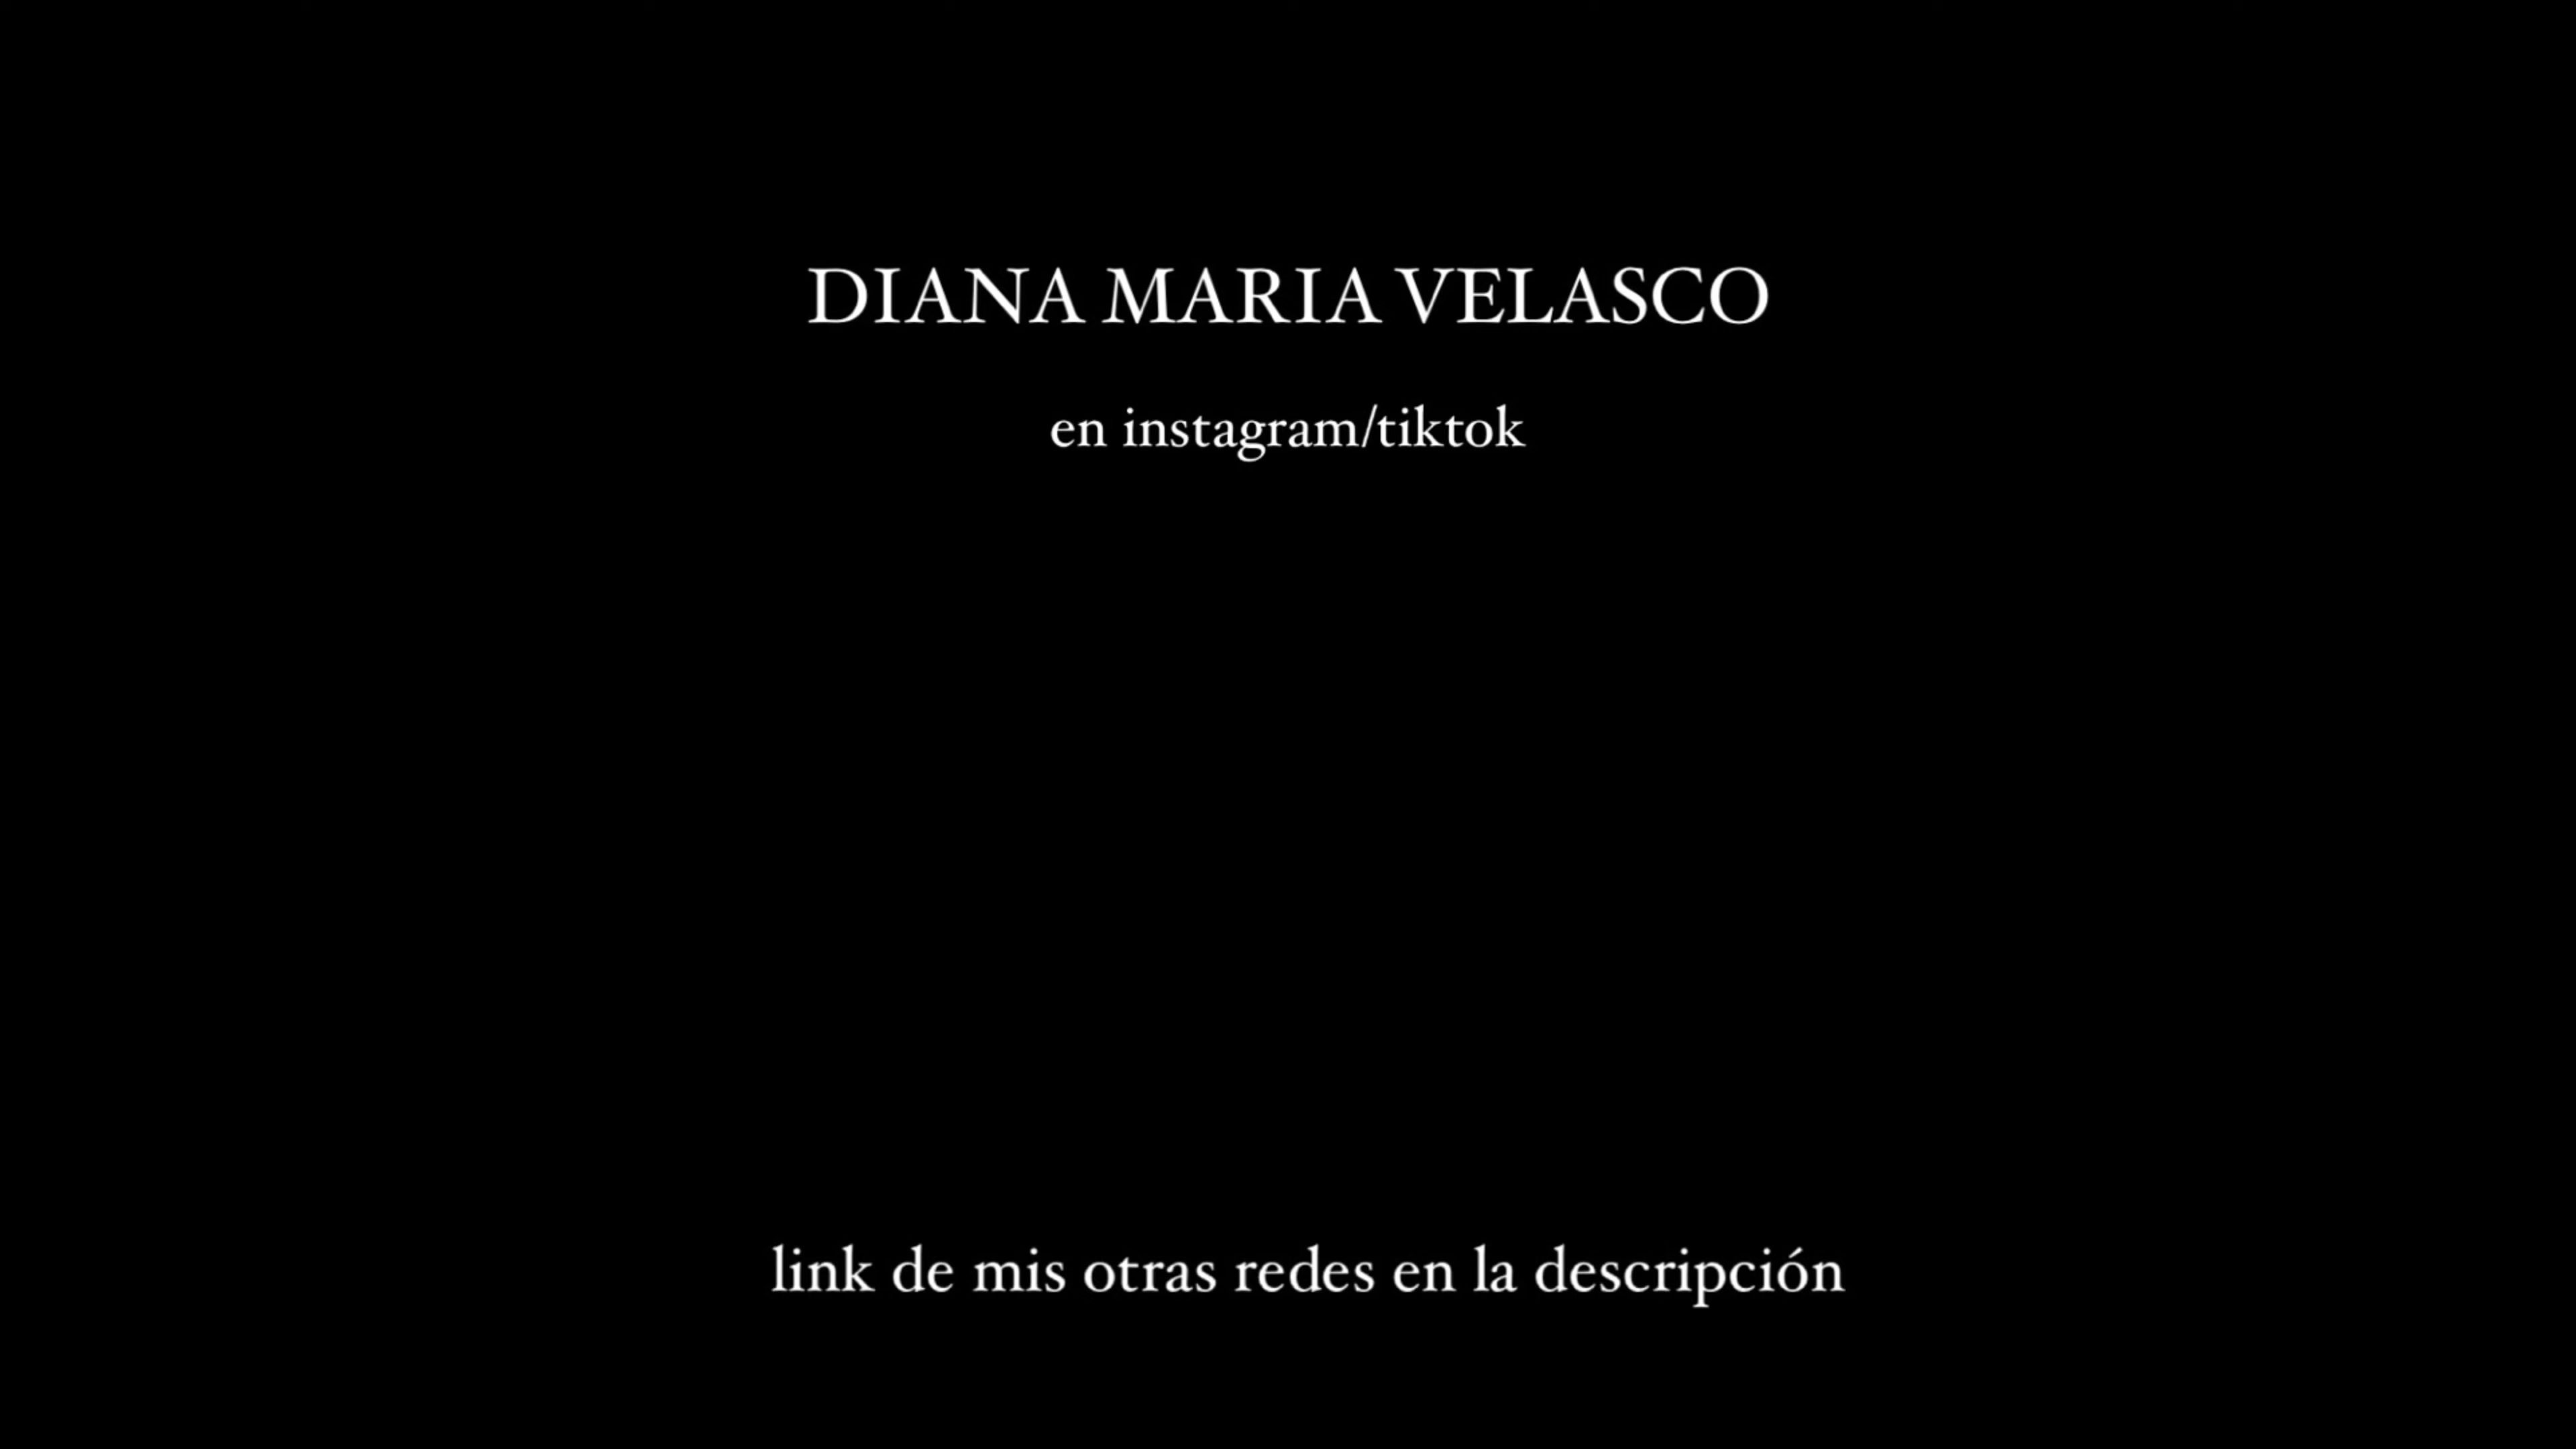 DIANA MARIA VELASCO
en instagram/tiktok
link de mis otras redes en la descripción